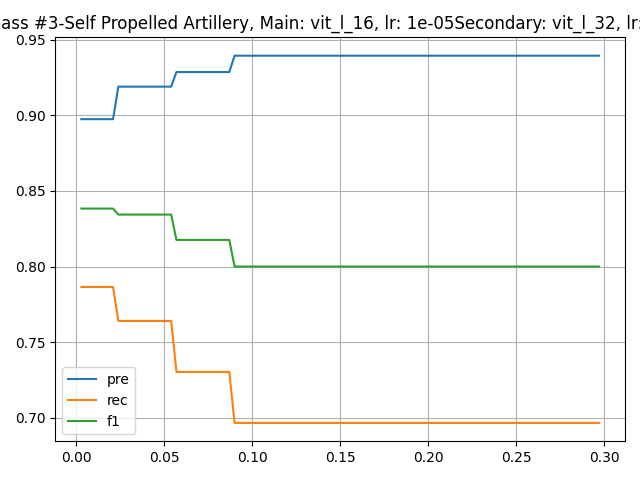 ass #3-Self Propelled Artillery, Main: vit_l_16, lr: 1e-05Secondary: vit_l_32, lr:
0.95
0.90
0.85
0.80
0.75
0.70
pre
rec
f1
0.00 0.05 0.10 0.15 0.20 0.25 0.30